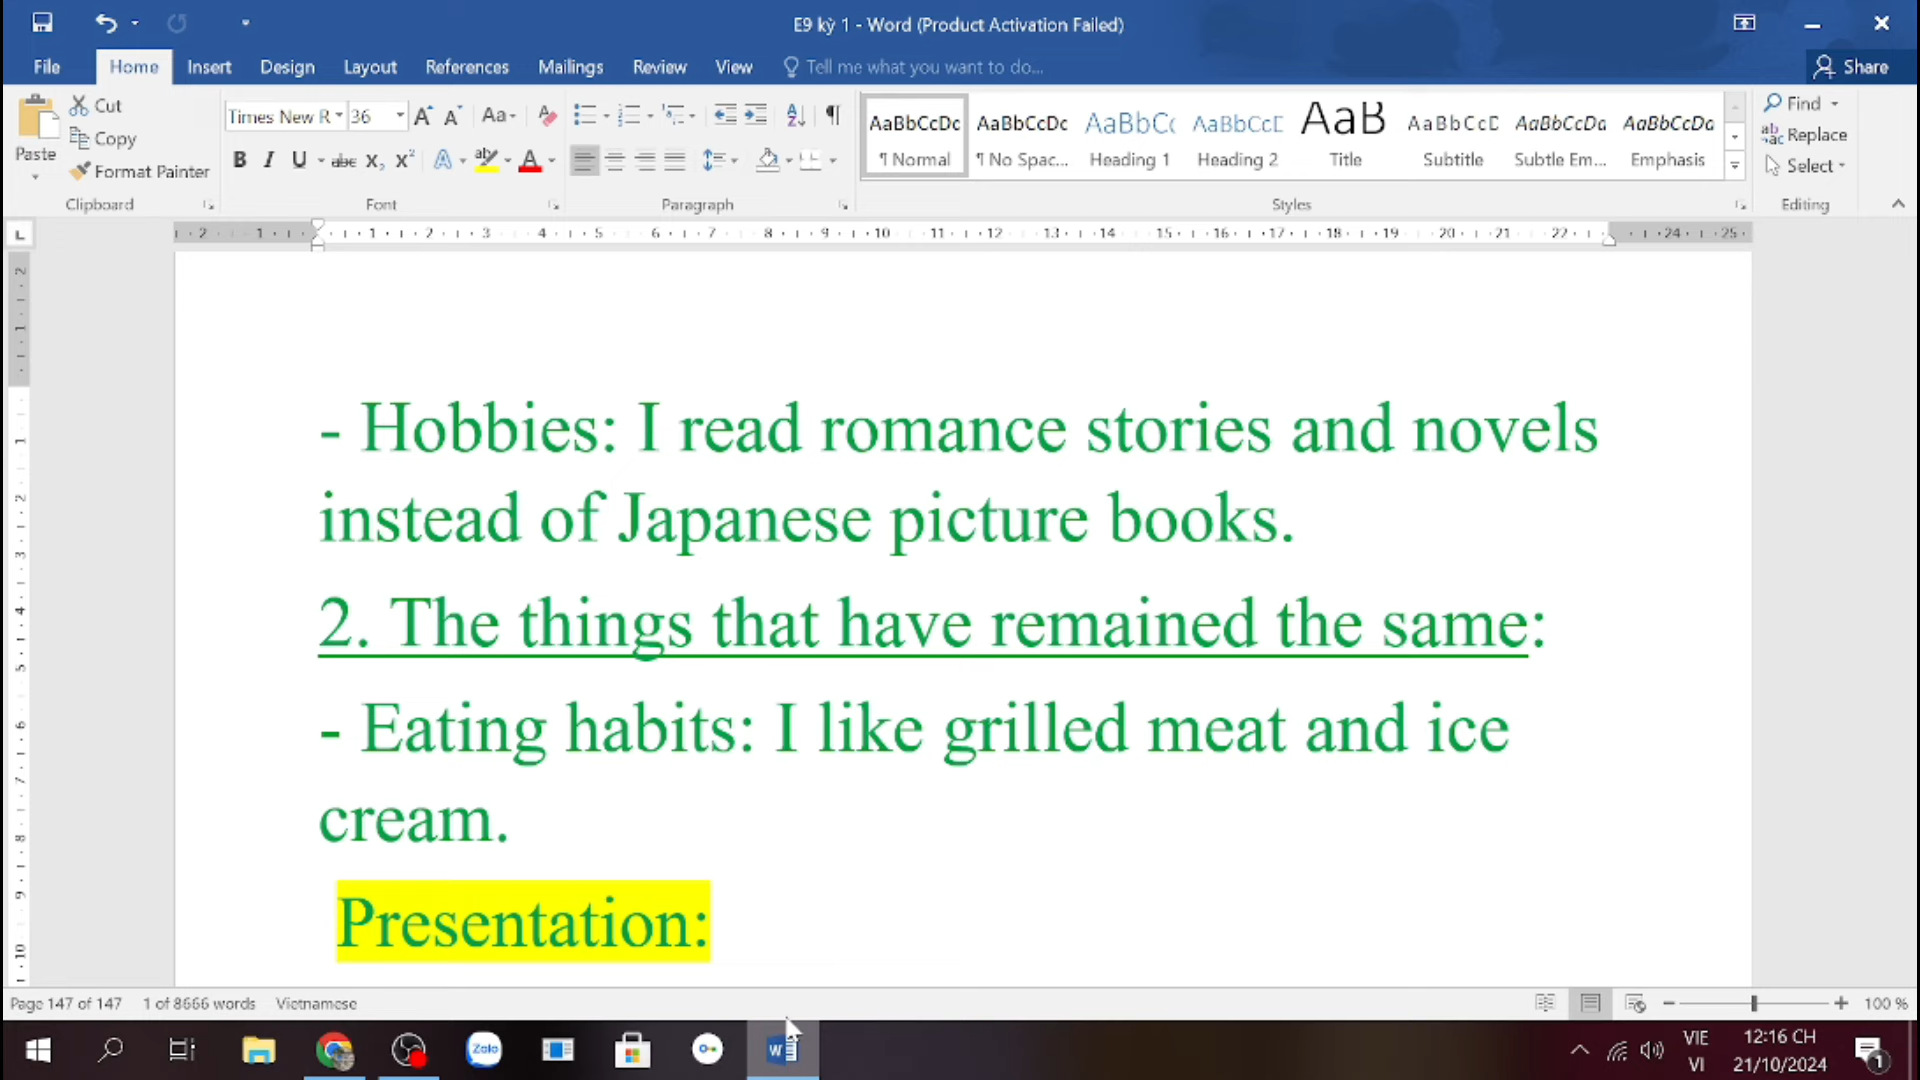 E9 kỳ 1 - Word (Product Activation Failed)
File Home Insert Design Layout References Mailings Review View Tell me what you want to do... Share
Paste
Cut
Copy
Format Painter
Clipboard
Times New R 36
Font
Paragraph
AaBbCcDc AaBbCcDc AaBbCc AaBbCcD AaB AaBbCcD AaBbCcDa AaBbCcDa
¶ Normal ¶ No Spac... Heading 1 Heading 2 Title Subtitle Subtle Em... Emphasis
Styles
Find
Replace
Select
Editing
- Hobbies: I read romance stories and novels
instead of Japanese picture books.
2. The things that have remained the same:
- Eating habits: I like grilled meat and ice
cream.
Presentation:
Page 147 of 147 1 of 8666 words Vietnamese 100 %
Zalo
VIE
VI
12:16 CH
21/10/2024
1